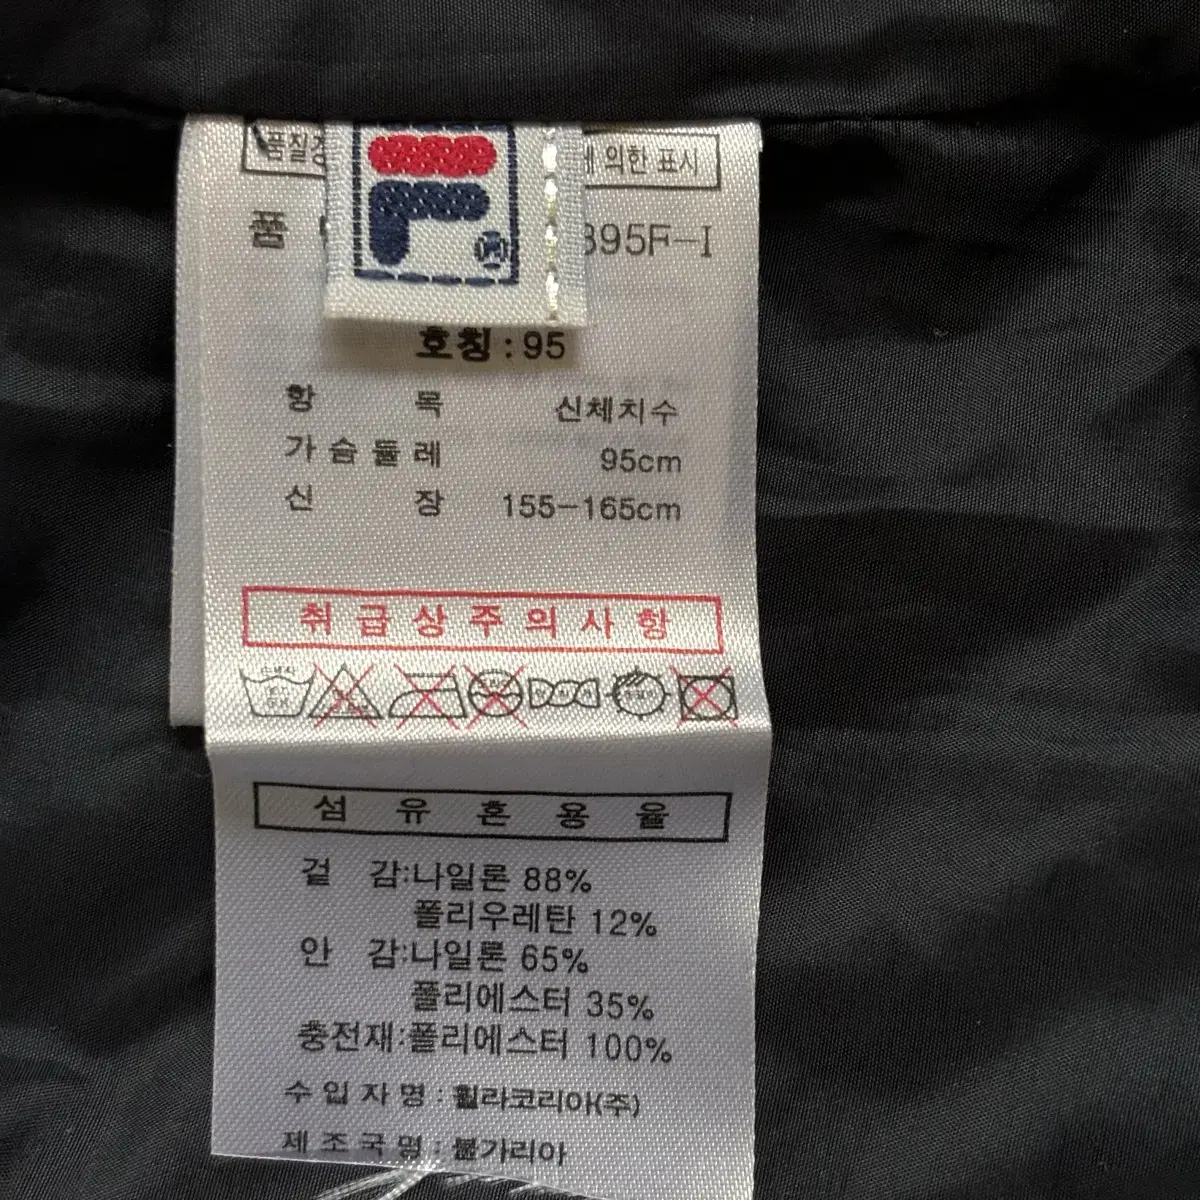 품질 의한 표시
품 895F-I
호칭 : 95
항 목 신체치수
가슴둘레 95cm
신 장 155-165cm
취급상주의사항
섬유혼용율
겉 감:나일론 88%
폴리우레탄 12%
안 감:나일론 65%
폴리에스터 35%
충전재:폴리에스터 100%
수입자명 : 휠라코리아(주)
제조국명 : 불가리아